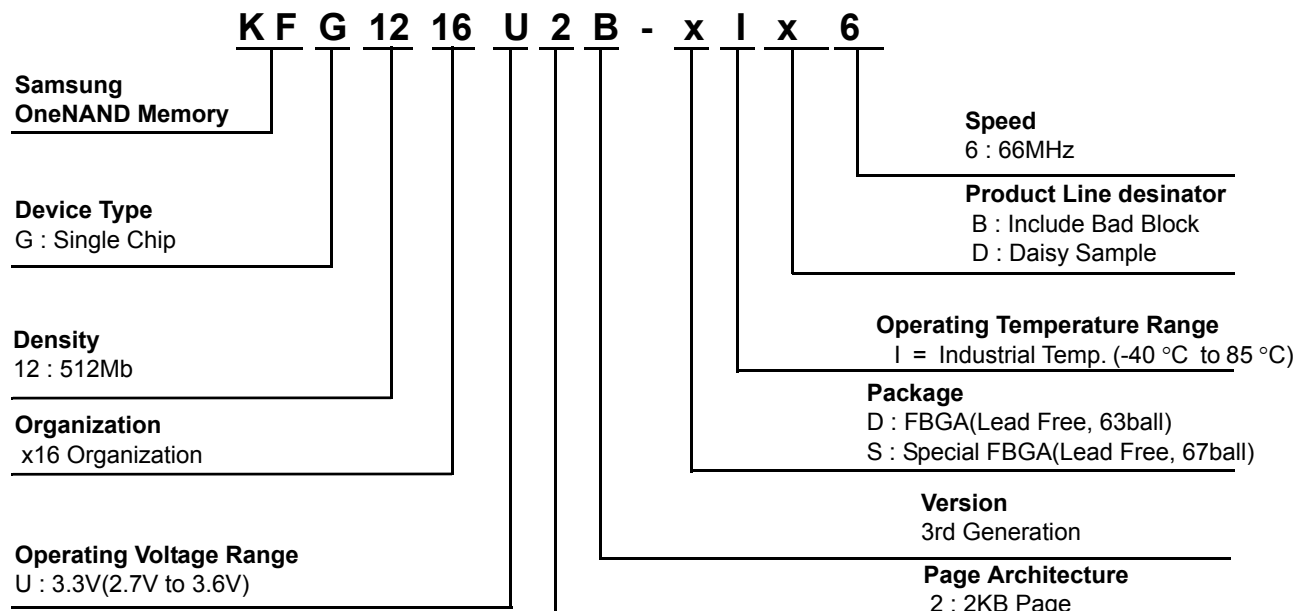 K F G 12 16 U 2 B - x I x 6
Samsung
OneNAND Memory
Device Type
G : Single Chip
Density
12 : 512Mb
Organization
x16 Organization
Operating Voltage Range
U : 3.3V(2.7V to 3.6V)
Speed
6 : 66MHz
Product Line desinator
B : Include Bad Block
D : Daisy Sample
Operating Temperature Range
I = Industrial Temp. (-40 °C to 85 °C)
Package
D : FBGA(Lead Free, 63ball)
S : Special FBGA(Lead Free, 67ball)
Version
3rd Generation
Page Architecture
2 : 2KB Page